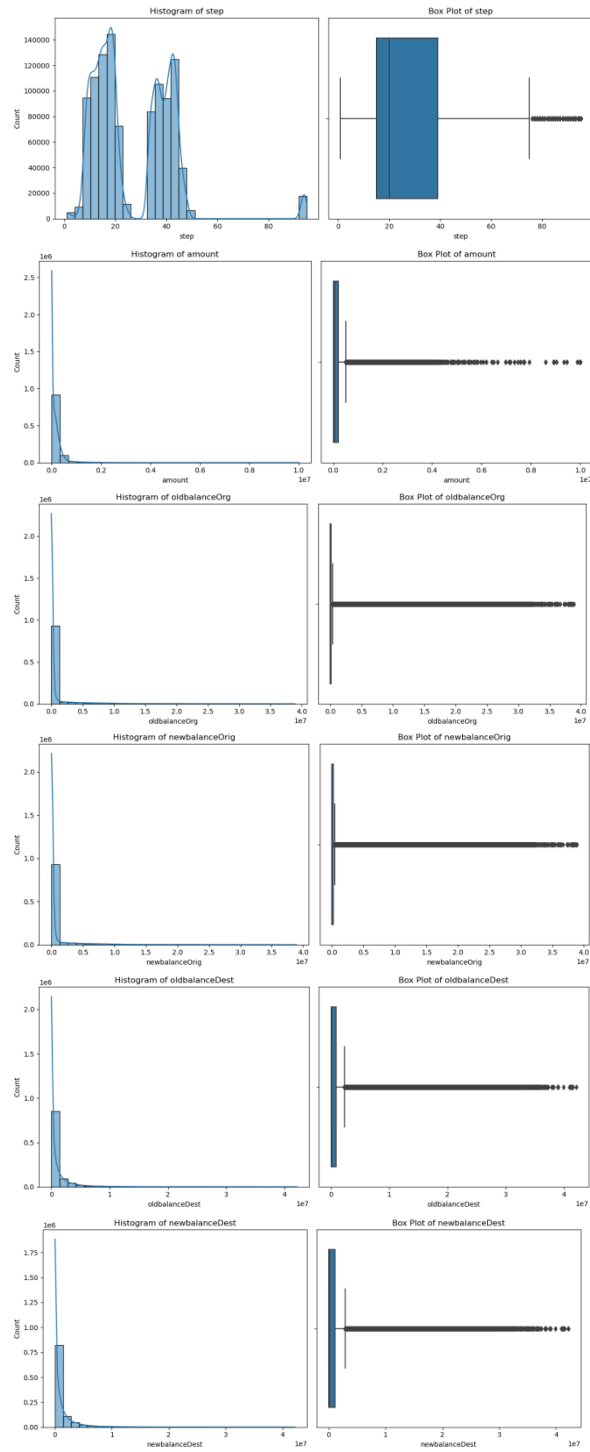 Histogram of step
Box Plot of step
Count
140000
120000
100000
80000
60000
40000
20000
0
0 20 40 60 80
step
0 20 40 60 80
step
Histogram of amount
Box Plot of amount
1e6
Count
2.5
2.0
1.5
1.0
0.5
0.0
0.0 0.2 0.4 0.6 0.8 1.0
1e7
amount
0.0 0.2 0.4 0.6 0.8 1.0
1e7
amount
Histogram of oldbalanceOrg
Box Plot of oldbalanceOrg
1e6
Count
2.0
1.5
1.0
0.5
0.0
0.0 0.5 1.0 1.5 2.0 2.5 3.0 3.5 4.0
1e7
oldbalanceOrg
0.0 0.5 1.0 1.5 2.0 2.5 3.0 3.5 4.0
1e7
oldbalanceOrg
Histogram of newbalanceOrig
Box Plot of newbalanceOrig
1e6
Count
2.0
1.5
1.0
0.5
0.0
0.0 0.5 1.0 1.5 2.0 2.5 3.0 3.5 4.0
1e7
newbalanceOrig
0.0 0.5 1.0 1.5 2.0 2.5 3.0 3.5 4.0
1e7
newbalanceOrig
Histogram of oldbalanceDest
Box Plot of oldbalanceDest
1e6
Count
2.0
1.5
1.0
0.5
0.0
0 1 2 3 4
1e7
oldbalanceDest
0 1 2 3 4
1e7
oldbalanceDest
Histogram of newbalanceDest
Box Plot of newbalanceDest
1e6
Count
1.75
1.50
1.25
1.00
0.75
0.50
0.25
0.00
0 1 2 3 4
1e7
newbalanceDest
0 1 2 3 4
1e7
newbalanceDest